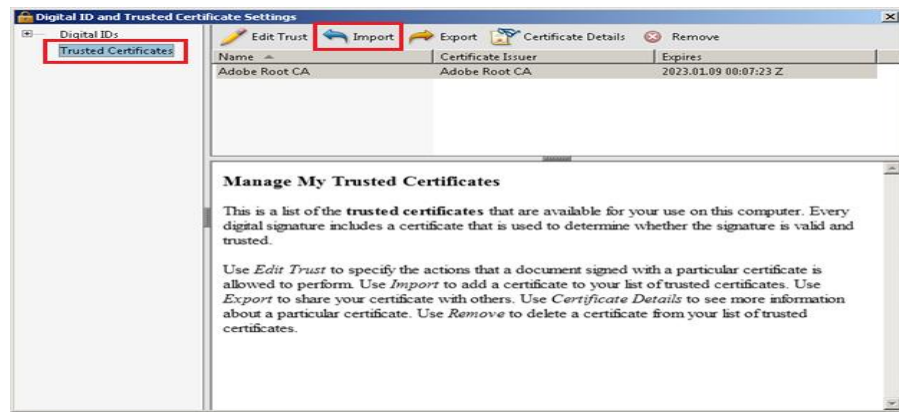 Digital ID and Trusted Certificate Settings
Digital IDs
Trusted Certificates
Edit Trust Import Export Certificate Details Remove
Name Certificate Issuer Expires
Adobe Root CA Adobe Root CA 2023.01.09 00:07:23 Z
Manage My Trusted Certificates
This is a list of the trusted certificates that are available for your use on this computer. Every
digital signature includes a certificate that is used to determine whether the signature is valid and
trusted.
Use Edit Trust to specify the actions that a document signed with a particular certificate is
allowed to perform. Use Import to add a certificate to your list of trusted certificates. Use
Export to share your certificate with others. Use Certificate Details to see more information
about a particular certificate. Use Remove to delete a certificate from your list of trusted
certificates.